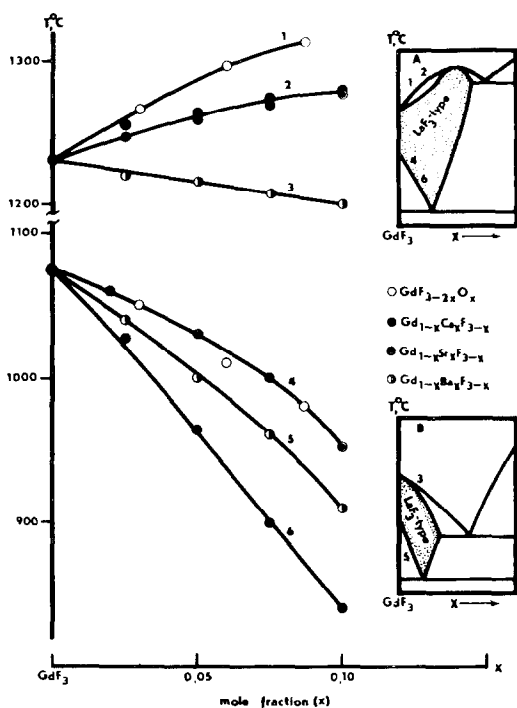 T,°C
1300
1200
1100
1000
900
1
2
3
4
5
6
GdF3
0,05
0,10
x
mole fraction (x)
T,°C
A
1
2
LaF3-type
4
6
GdF3
x
GdF3-2xOx
Gd1-xCaxF3-x
Gd1-xSrxF3-x
Gd1-xBaxF3-x
T,°C
B
3
LaF3-type
5
GdF3
x